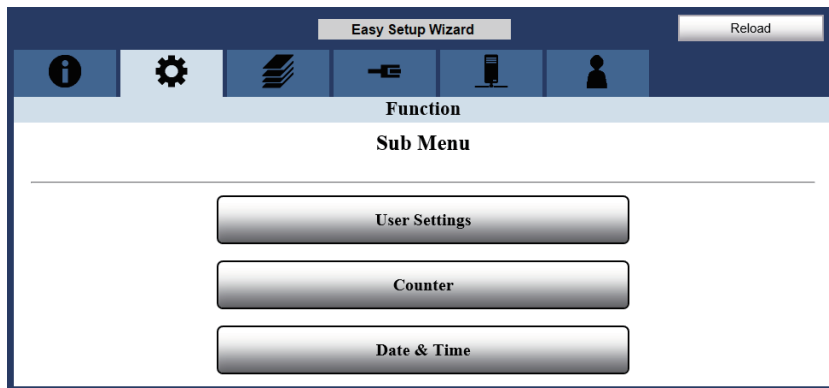 Easy Setup Wizard
Reload
Function
Sub Menu
User Settings
Counter
Date & Time